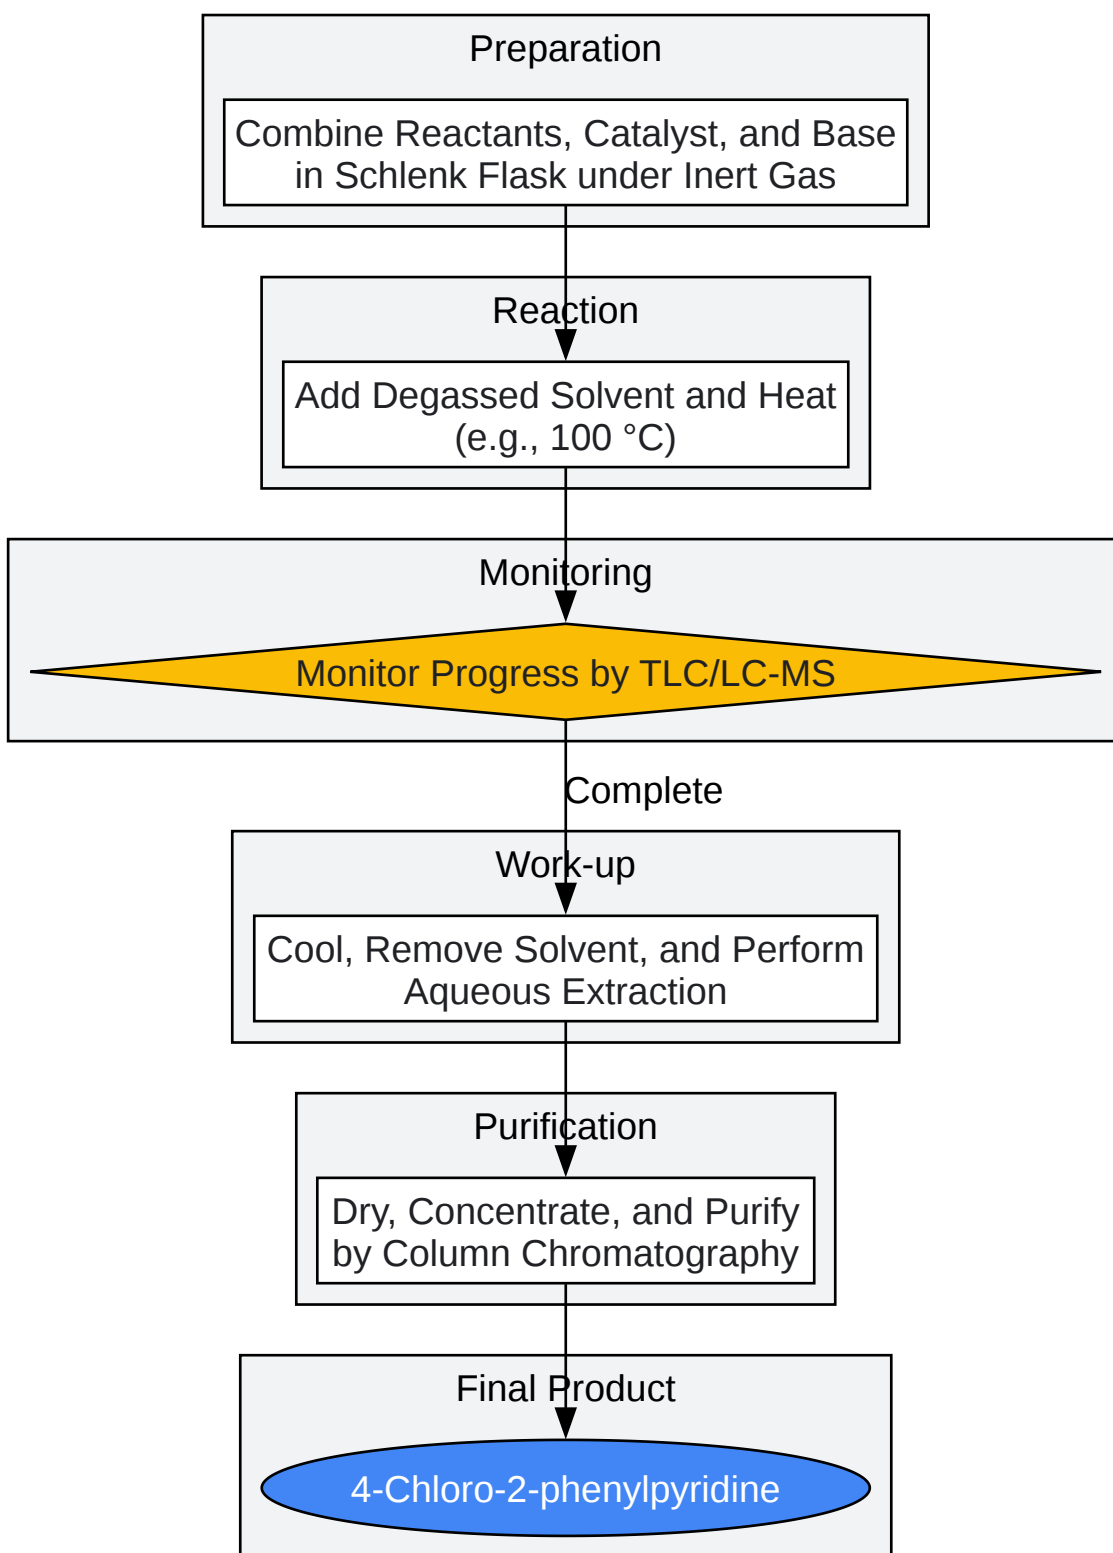 Preparation
Combine Reactants, Catalyst, and Base
in Schlenk Flask under Inert Gas
Reaction
Add Degassed Solvent and Heat
(e.g., 100 °C)
Monitoring
Monitor Progress by TLC/LC-MS
Complete
Work-up
Cool, Remove Solvent, and Perform
Aqueous Extraction
Purification
Dry, Concentrate, and Purify
by Column Chromatography
Final Product
4-Chloro-2-phenylpyridine